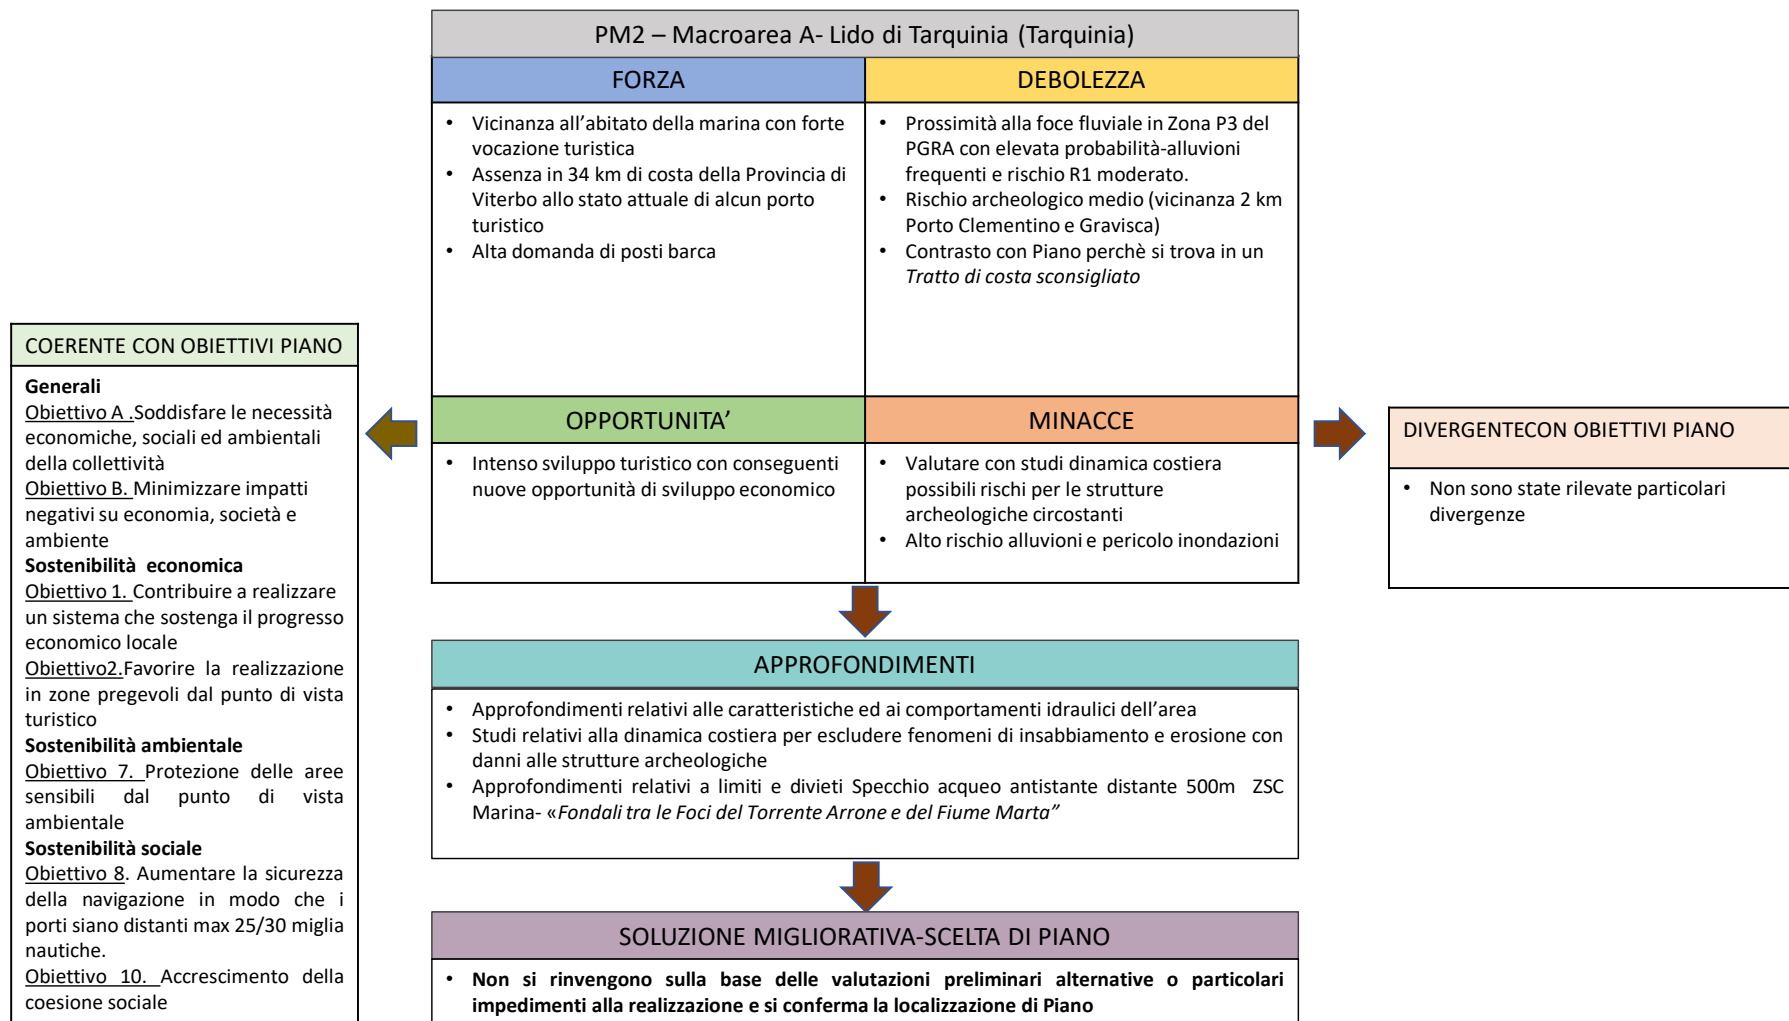 PM2 – Macroarea A- Lido di Tarquinia (Tarquinia)
FORZA
• Vicinanza all'abitato della marina con forte
vocazione turistica
• Assenza in 34 km di costa della Provincia di
Viterbo allo stato attuale di alcun porto
turistico
• Alta domanda di posti barca
DEBOLEZZA
• Prossimità alla foce fluviale in Zona P3 del
PGRA con elevata probabilità-alluvioni
frequenti e rischio R1 moderato.
• Rischio archeologico medio (vicinanza 2 km
Porto Clementino e Gravisca)
• Contrasto con Piano perchè si trova in un
Tratto di costa sconsigliato
OPPORTUNITA’
• Intenso sviluppo turistico con conseguenti
nuove opportunità di sviluppo economico
MINACCE
• Valutare con studi dinamica costiera
possibili rischi per le strutture
archeologiche circostanti
• Alto rischio alluvioni e pericolo inondazioni
COERENTE CON OBIETTIVI PIANO
Generali
Obiettivo A .Soddisfare le necessità
economiche, sociali ed ambientali
della collettività
Obiettivo B. Minimizzare impatti
negativi su economia, società e
ambiente
Sostenibilità economica
Obiettivo 1. Contribuire a realizzare
un sistema che sostenga il progresso
economico locale
Obiettivo2.Favorire la realizzazione
in zone pregevoli dal punto di vista
turistico
Sostenibilità ambientale
Obiettivo 7. Protezione delle aree
sensibili dal punto di vista
ambientale
Sostenibilità sociale
Obiettivo 8. Aumentare la sicurezza
della navigazione in modo che i
porti siano distanti max 25/30 miglia
nautiche.
Obiettivo 10. Accrescimento della
coesione sociale
DIVERGENTECON OBIETTIVI PIANO
• Non sono state rilevate particolari
divergenze
APPROFONDIMENTI
• Approfondimenti relativi alle caratteristiche ed ai comportamenti idraulici dell'area
• Studi relativi alla dinamica costiera per escludere fenomeni di insabbiamento e erosione con
danni alle strutture archeologiche
• Approfondimenti relativi a limiti e divieti Specchio acqueo antistante distante 500m ZSC
Marina- «Fondali tra le Foci del Torrente Arrone e del Fiume Marta”
SOLUZIONE MIGLIORATIVA-SCELTA DI PIANO
• Non si rinvengono sulla base delle valutazioni preliminari alternative o particolari
impedimenti alla realizzazione e si conferma la localizzazione di Piano